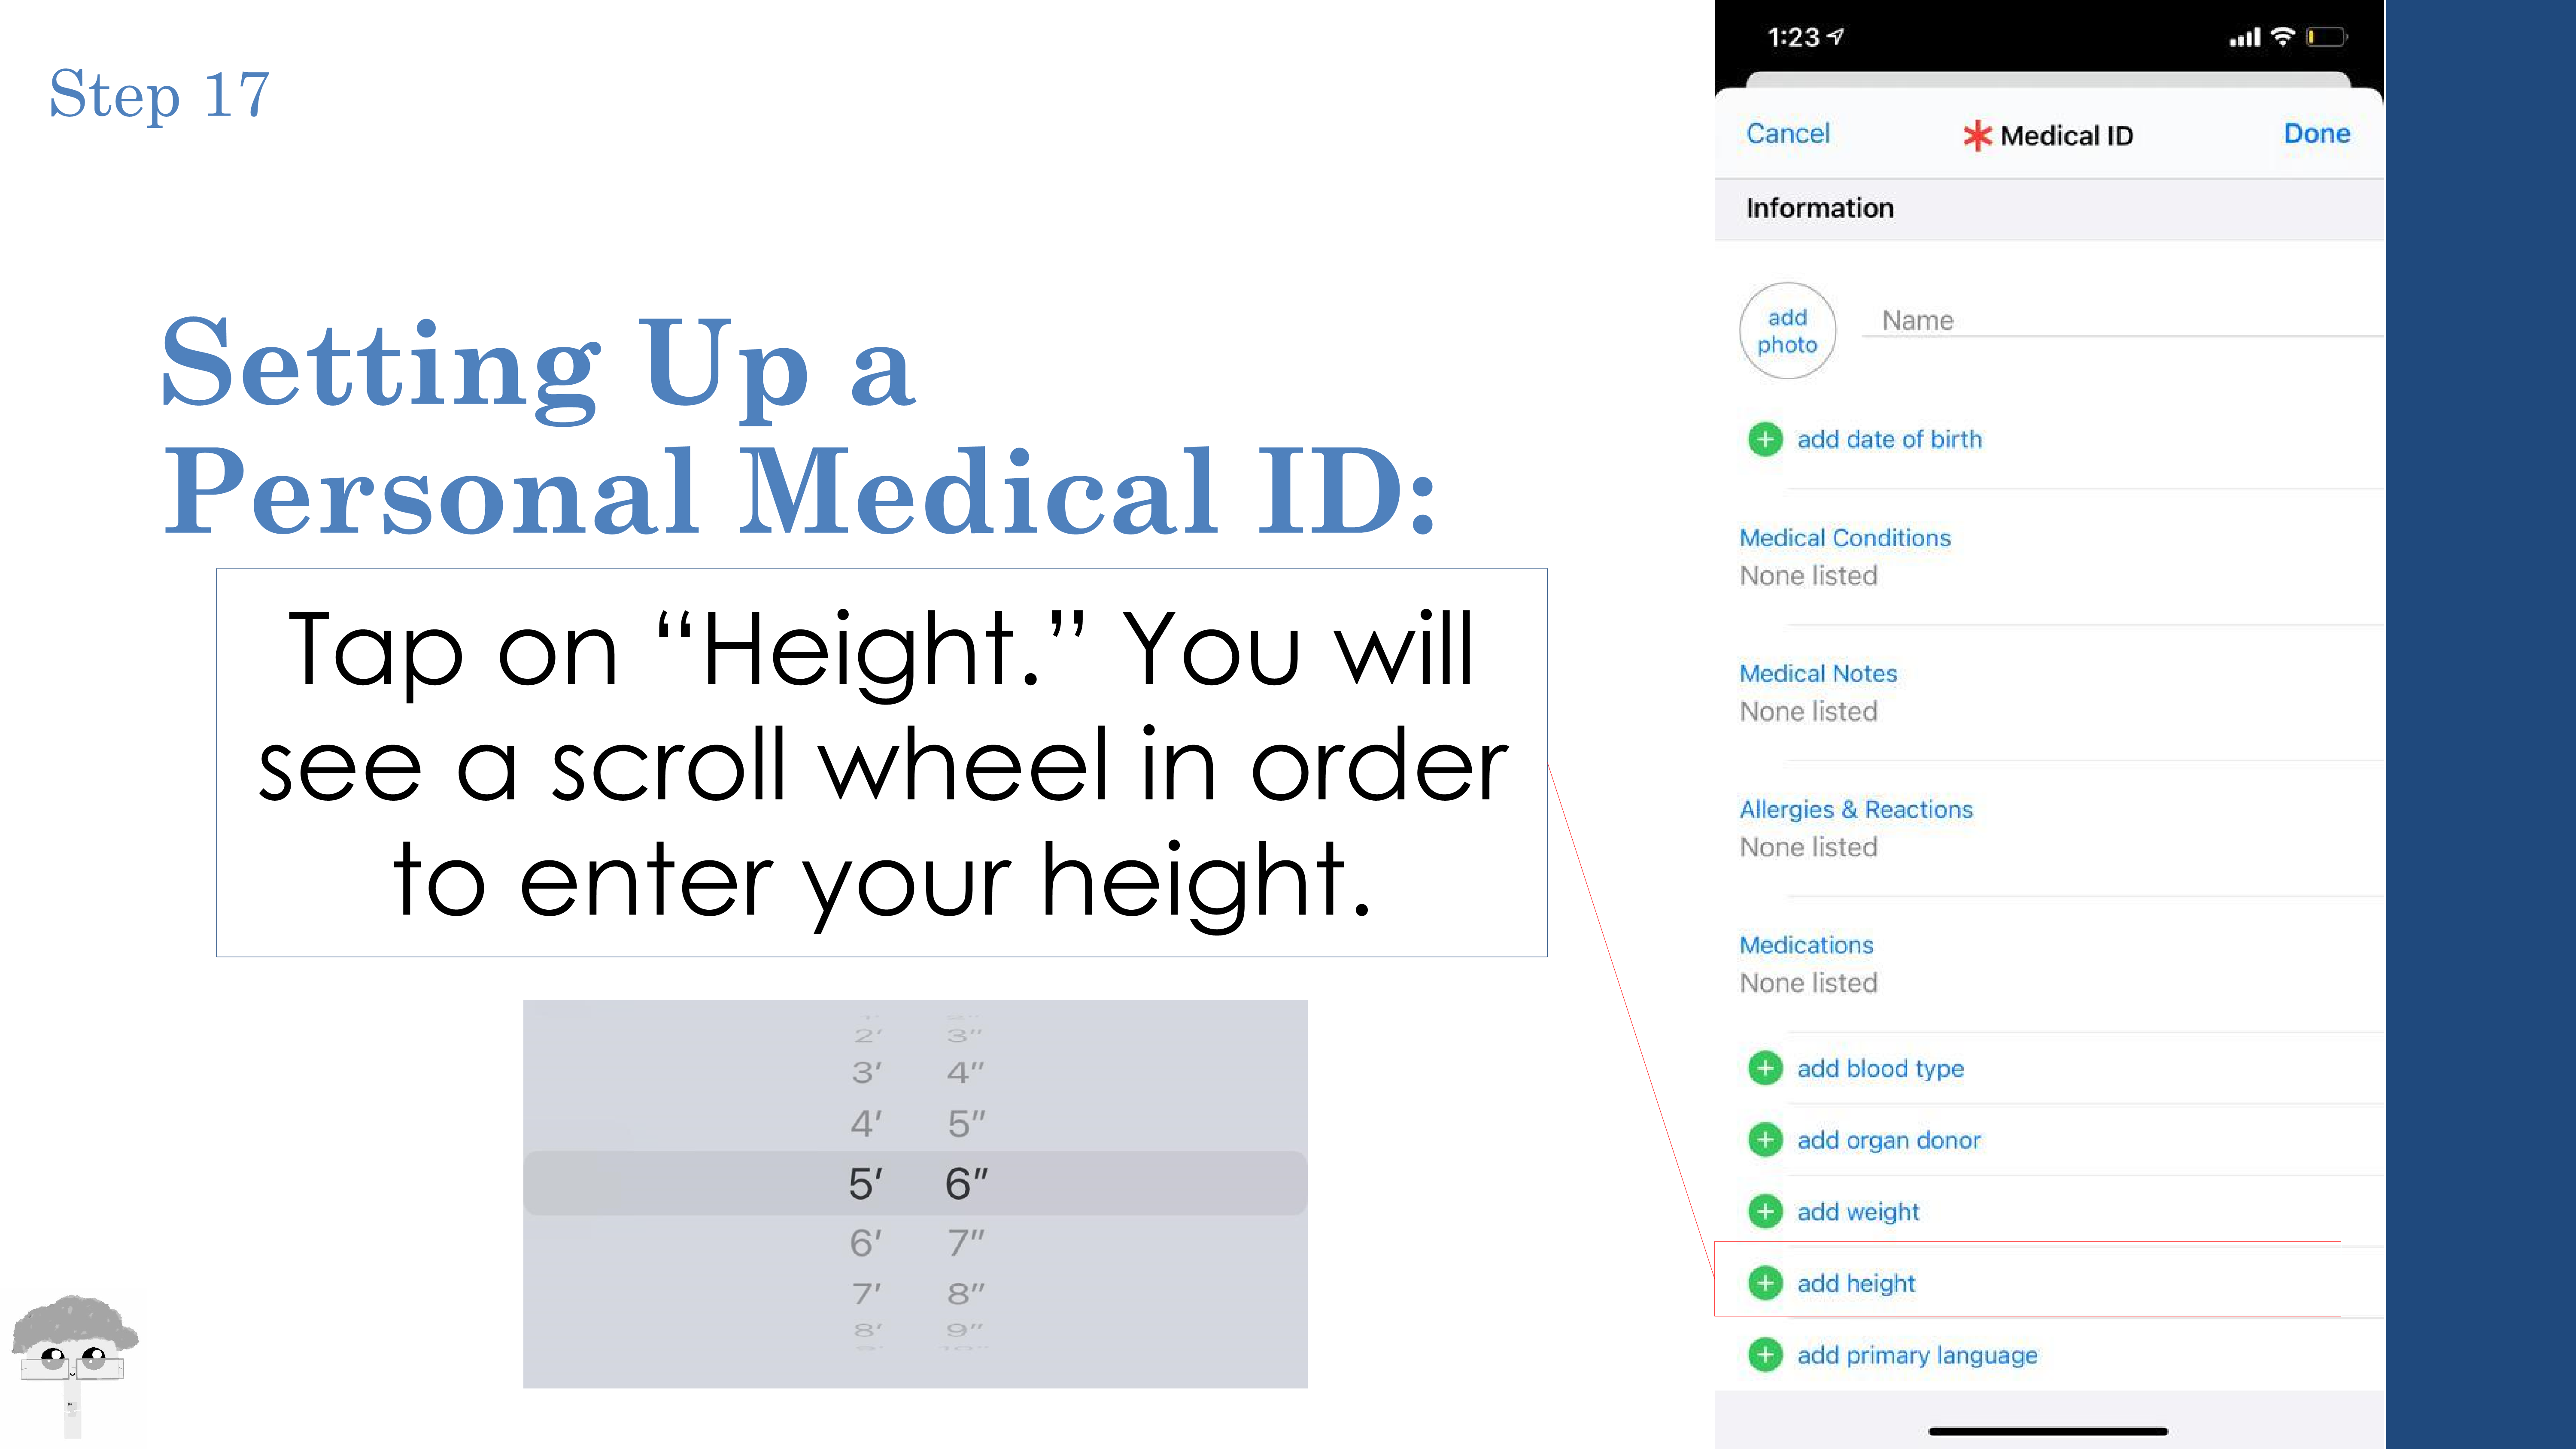 Step 17
Setting Up a
Personal Medical ID:
Tap on “Height.” You will
see a scroll wheel in order
to enter your height.
2′ 3″
3′ 4″
4′ 5″
5′ 6″
6′ 7″
7′ 8″
8′ 9″
1:23
Cancel Medical ID Done
Information
add
photo
Name
add date of birth
Medical Conditions
None listed
Medical Notes
None listed
Allergies & Reactions
None listed
Medications
None listed
add blood type
add organ donor
add weight
add height
add primary language